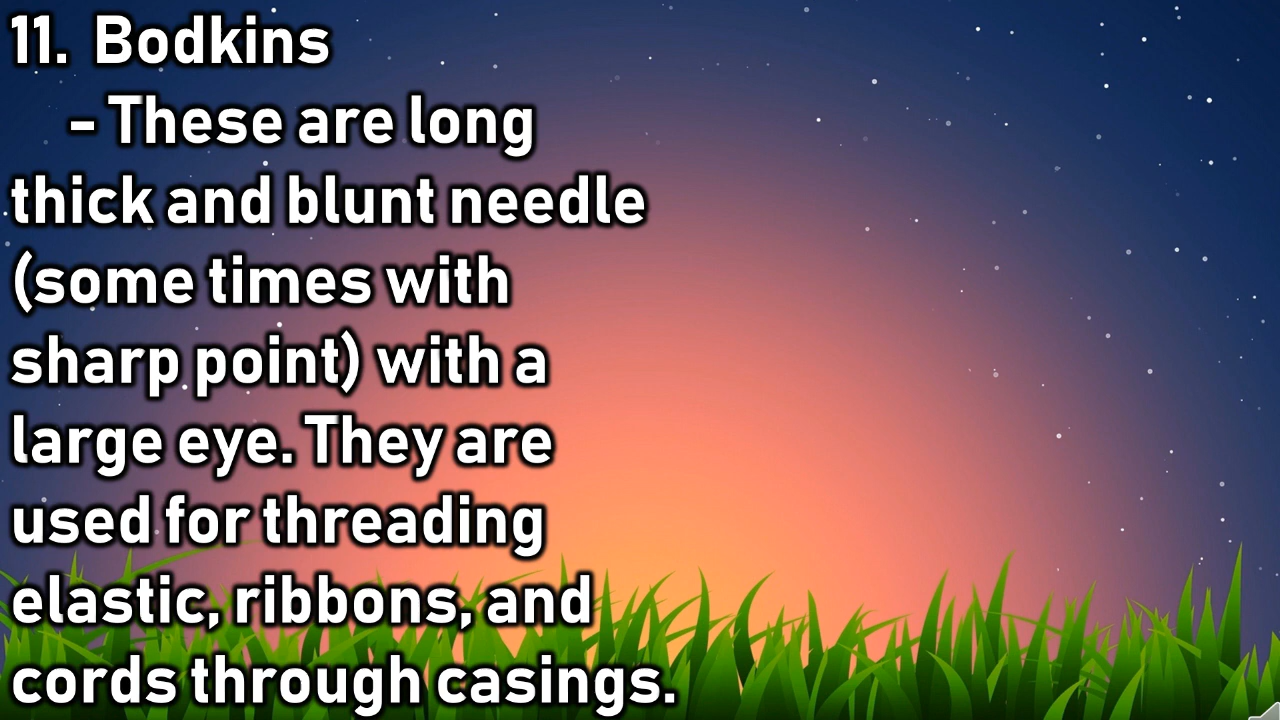 11. Bodkins
- These are long
thick and blunt needle
(some times with
sharp point) with a
large eye. They are
used for threading
elastic, ribbons, and
cords through casings.